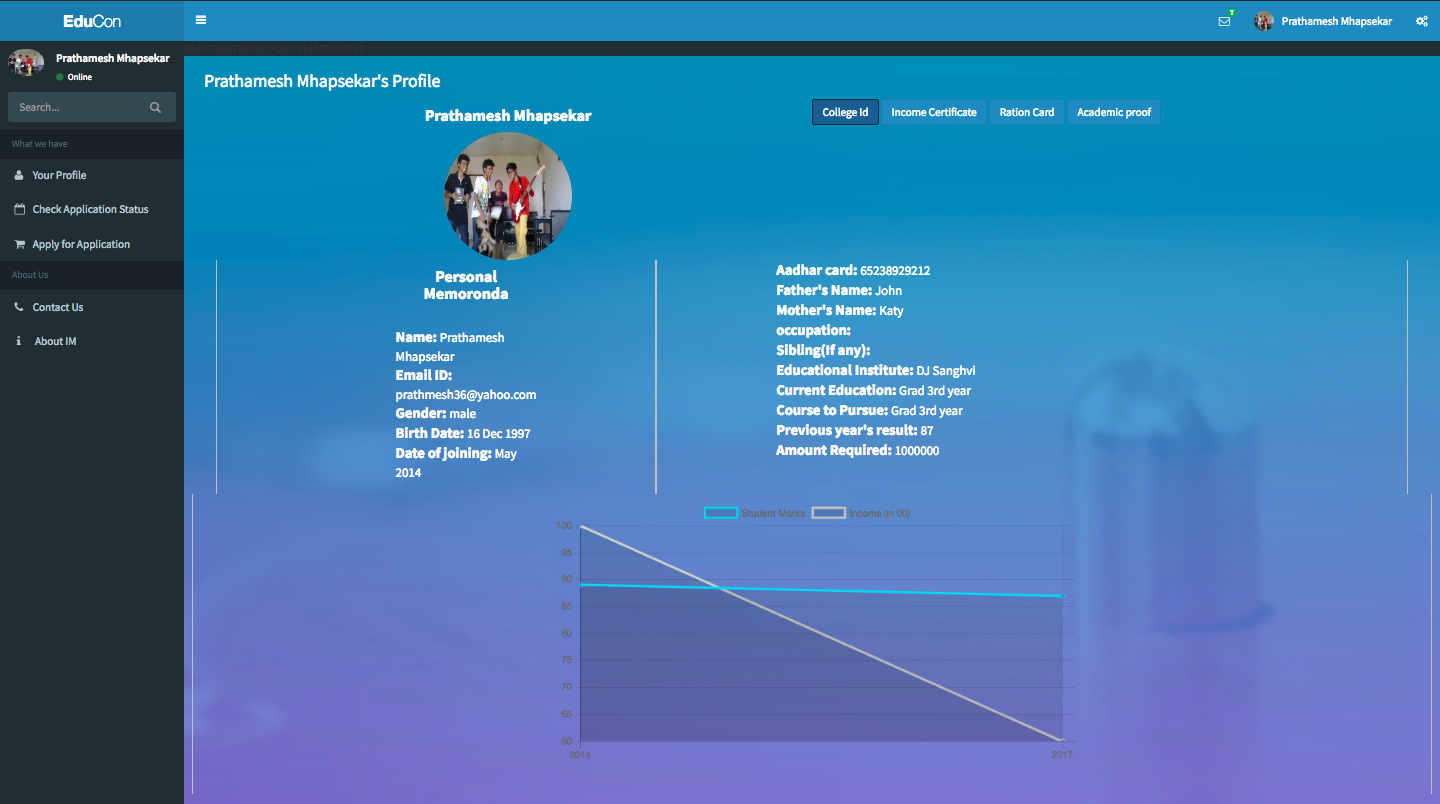 EduCon
7
Prathamesh Mhapsekar
Prathamesh Mhapsekar
Online
Search...
What we have
Your Profile
Check Application Status
Apply for Application
About Us
Contact Us
About IM
Prathamesh Mhapsekar's Profile
Prathamesh Mhapsekar
College Id
Income Certificate
Ration Card
Academic proof
Personal
Memoronda
Name: Prathamesh
Mhapsekar
Email ID:
prathmesh36@yahoo.com
Gender: male
Birth Date: 16 Dec 1997
Date of joining: May
2014
Aadhar card: 65238929212
Father's Name: John
Mother's Name: Katy
occupation:
Sibling(If any):
Educational Institute: DJ Sanghvi
Current Education: Grad 3rd year
Course to Pursue: Grad 3rd year
Previous year's result: 87
Amount Required: 1000000
Student Marks
Income (in 00)
100
95
90
85
80
75
70
65
60
2014
2017